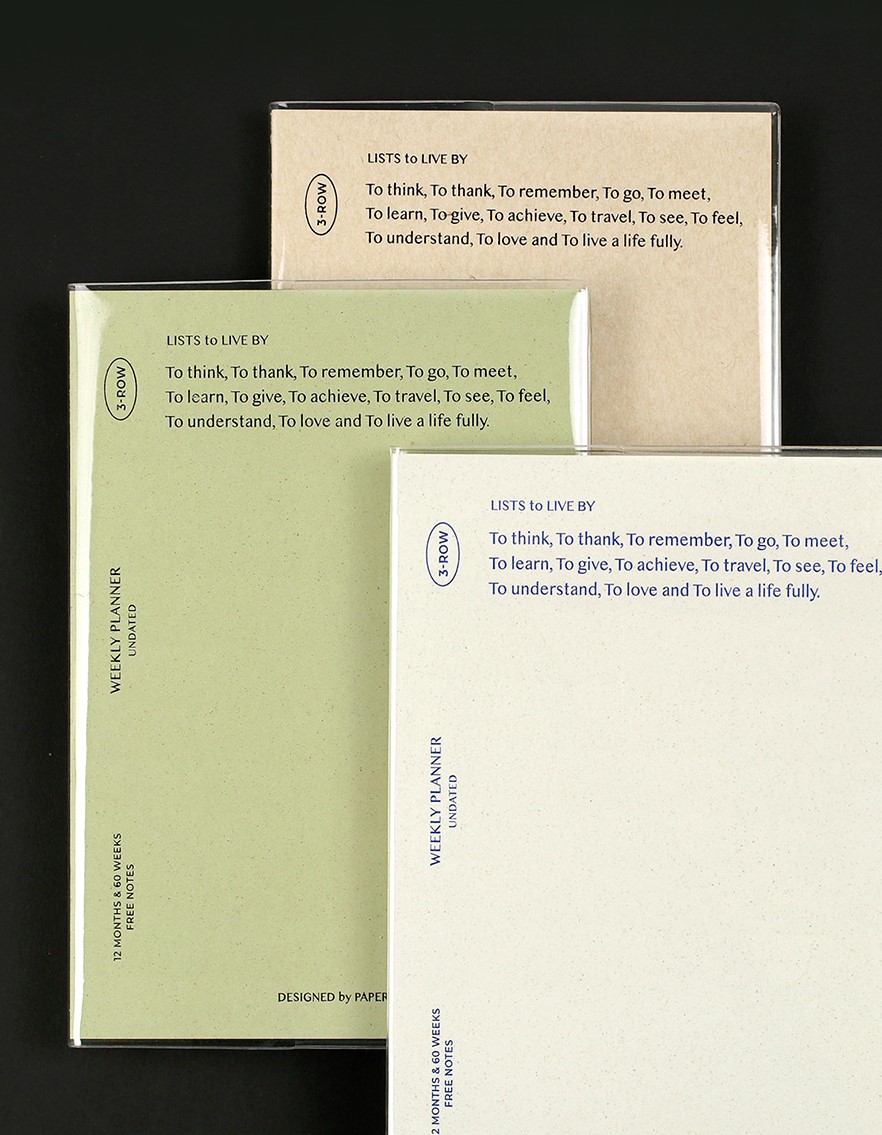 LISTS to LIVE BY
3-ROW
To think, To thank, To remember, To go, To meet,
To learn, To give, To achieve, To travel, To see, To feel,
To understand, To love and To live a life fully.
LISTS to LIVE BY
3-ROW
To think, To thank, To remember, To go, To meet,
To learn, To give, To achieve, To travel, To see, To feel,
To understand, To love and To live a life fully.
WEEKLY PLANNER
UNDATED
12 MONTHS & 60 WEEKS
FREE NOTES
DESIGNED by PAPER
LISTS to LIVE BY
3-ROW
To think, To thank, To remember, To go, To meet,
To learn, To give, To achieve, To travel, To see, To feel,
To understand, To love and To live a life fully.
WEEKLY PLANNER
UNDATED
2 MONTHS & 60 WEEKS
FREE NOTES